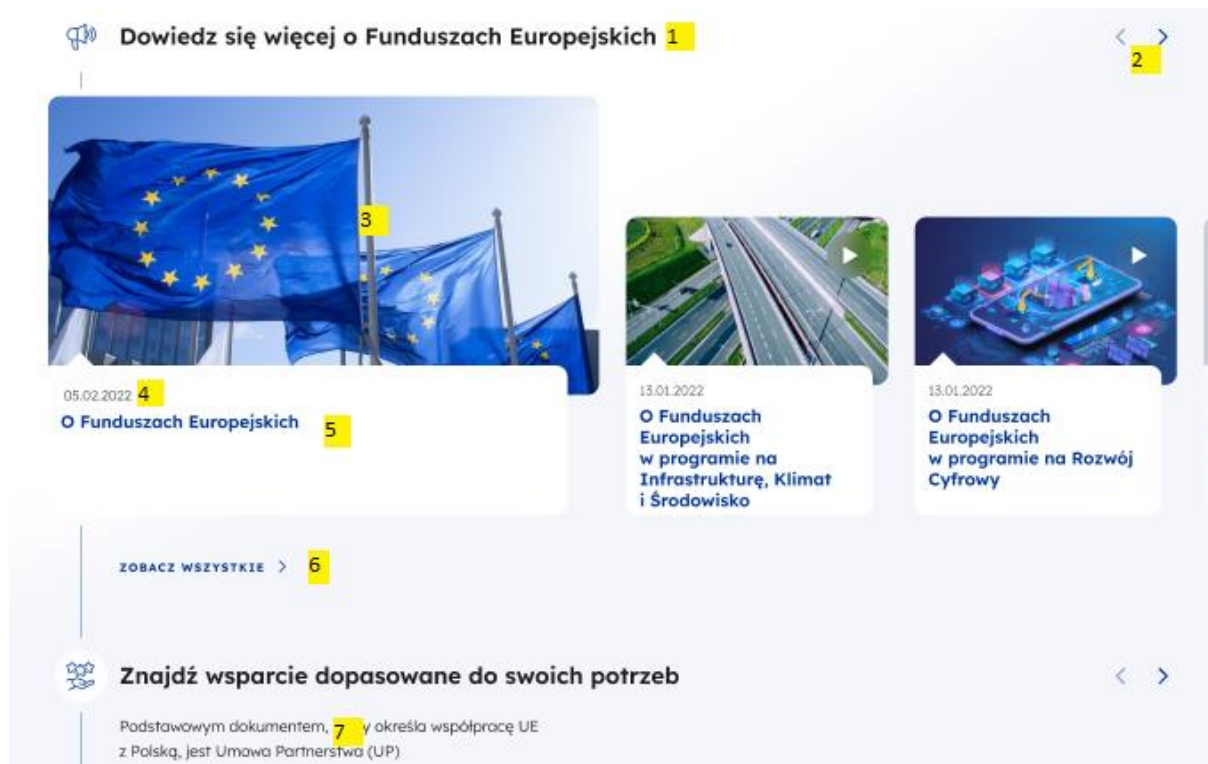 Dowiedz się więcej o Funduszach Europejskich 1
2
3
05.02.2022 4
O Funduszach Europejskich 5
13.01.2022
O Funduszach
Europejskich
w programie na
Infrastrukturę, Klimat
i Środowisko
13.01.2022
O Funduszach
Europejskich
w programie na Rozwój
Cyfrowy
ZOBACZ WSZYSTKIE > 6
Znajdź wsparcie dopasowane do swoich potrzeb
Podstawowym dokumentem, 7 y określa współpracę UE
z Polską, jest Umowa Partnerstwa (UP)